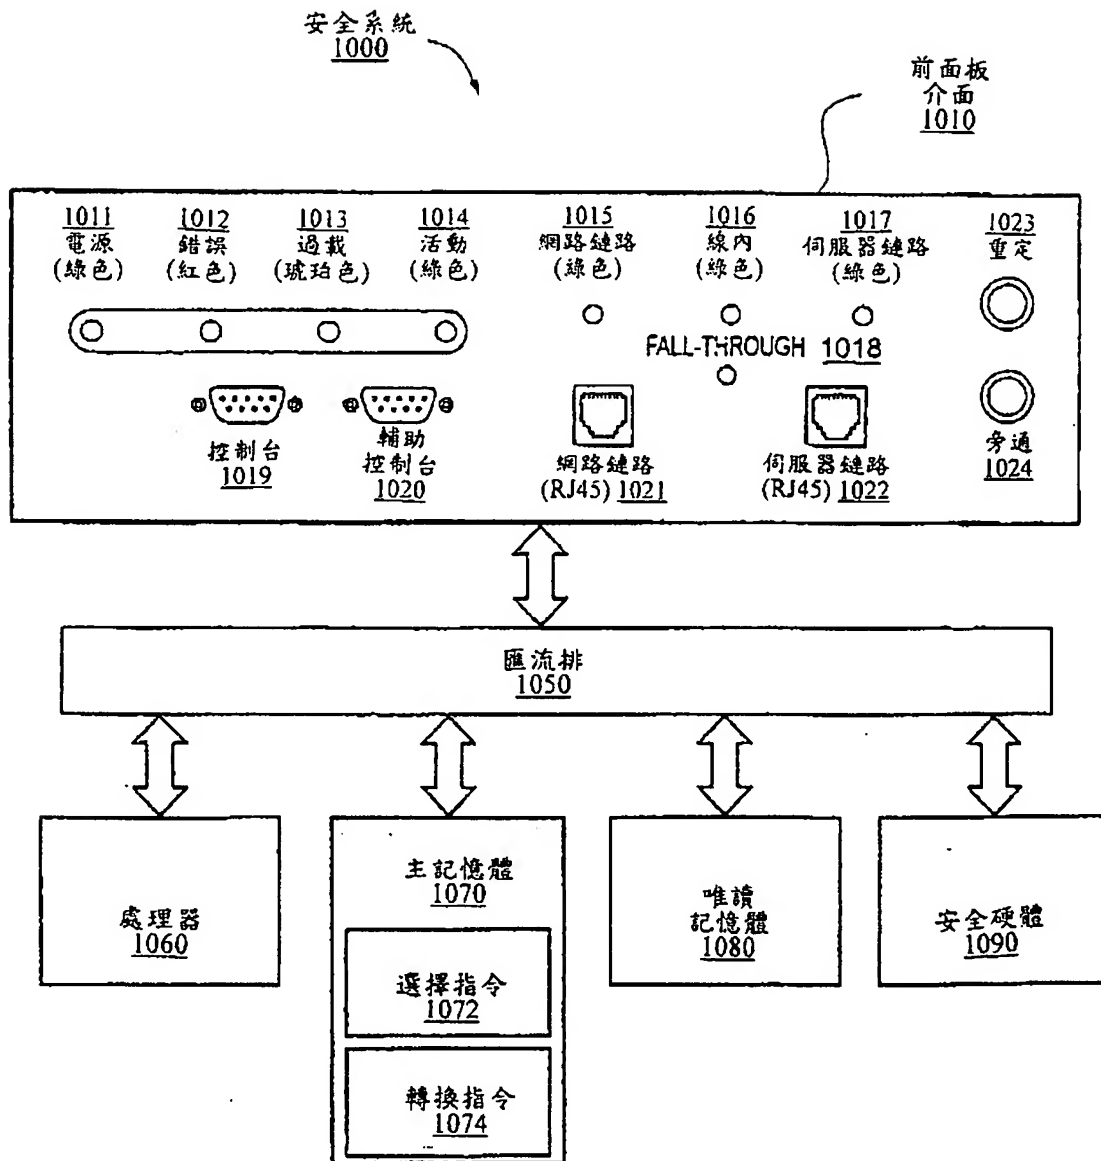 安全系統
1000
前面板
介面
1010
1011 1012 1013 1014 1015 1016 1017 1023
電源 錯誤 過載 活動 網路鏈路 線內 伺服器鏈路 重定
(綠色) (紅色) (琥珀色) (綠色) (綠色) (綠色) (綠色)
FALL-THROUGH 1018
控制台
1019
輔助
控制台
1020
網路鏈路
(RJ45) 1021
伺服器鏈路
(RJ45) 1022
旁通
1024
匯流排
1050
處理器
1060
主記憶體
1070
選擇指令
1072
轉換指令
1074
唯讀
記憶體
1080
安全硬體
1090